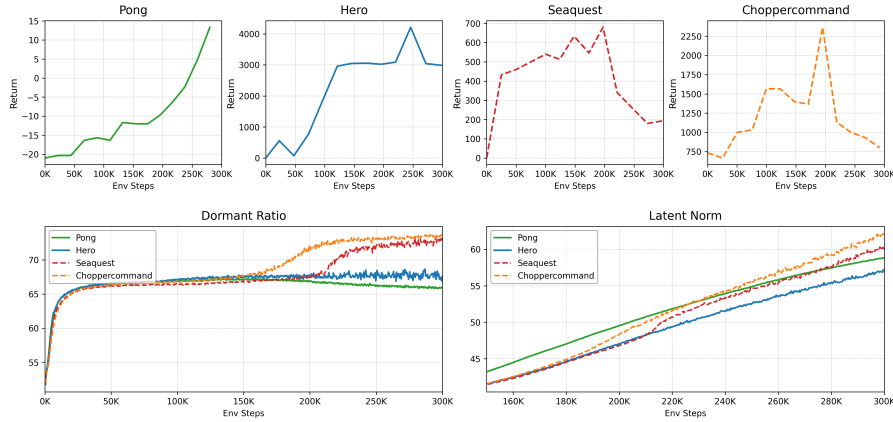 Pong
Hero
Seaquest
Choppercommand
15
10
5
0
−5
−10
−15
−20
Return
0K
50K
100K
150K
200K
250K
300K
Env Steps
4000
3000
2000
1000
0
Return
0K
50K
100K
150K
200K
250K
300K
Env Steps
700
600
500
400
300
200
100
0
Return
0K
50K
100K
150K
200K
250K
300K
Env Steps
2250
2000
1750
1500
1250
1000
750
Return
0K
50K
100K
150K
200K
250K
300K
Env Steps
Dormant Ratio
Pong
Hero
Seaquest
Choppercommand
70
65
60
55
0K
50K
100K
150K
200K
250K
300K
Env Steps
Latent Norm
Pong
Hero
Seaquest
Choppercommand
60
55
50
45
160K
180K
200K
220K
240K
260K
280K
300K
Env Steps